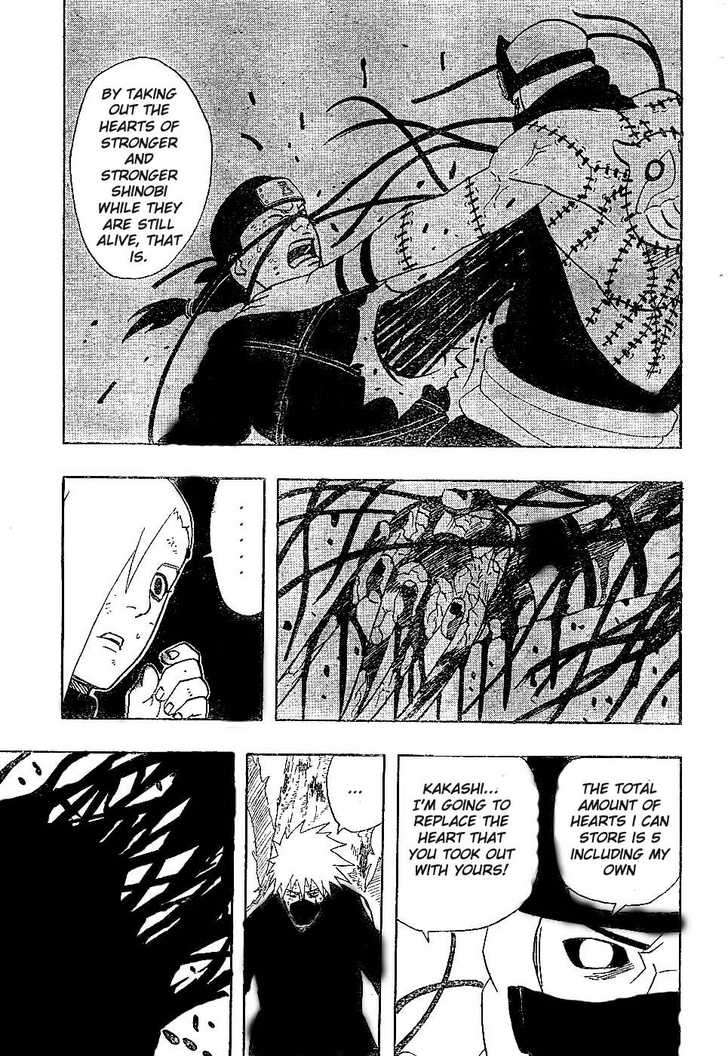 BY TAKING
OUT THE
HEARTS OF
STRONGER
AND
STRONGER
SHINOBI
WHILE THEY
ARE STILL
ALIVE, THAT
IS.
....
THE TOTAL
AMOUNT OF
HEARTS I CAN
STORE IS 5
INCLUDING MY
OWN
KAKASHI...
I'M GOING TO
REPLACE THE
HEART THAT
YOU TOOK OUT
WITH YOURS!
...